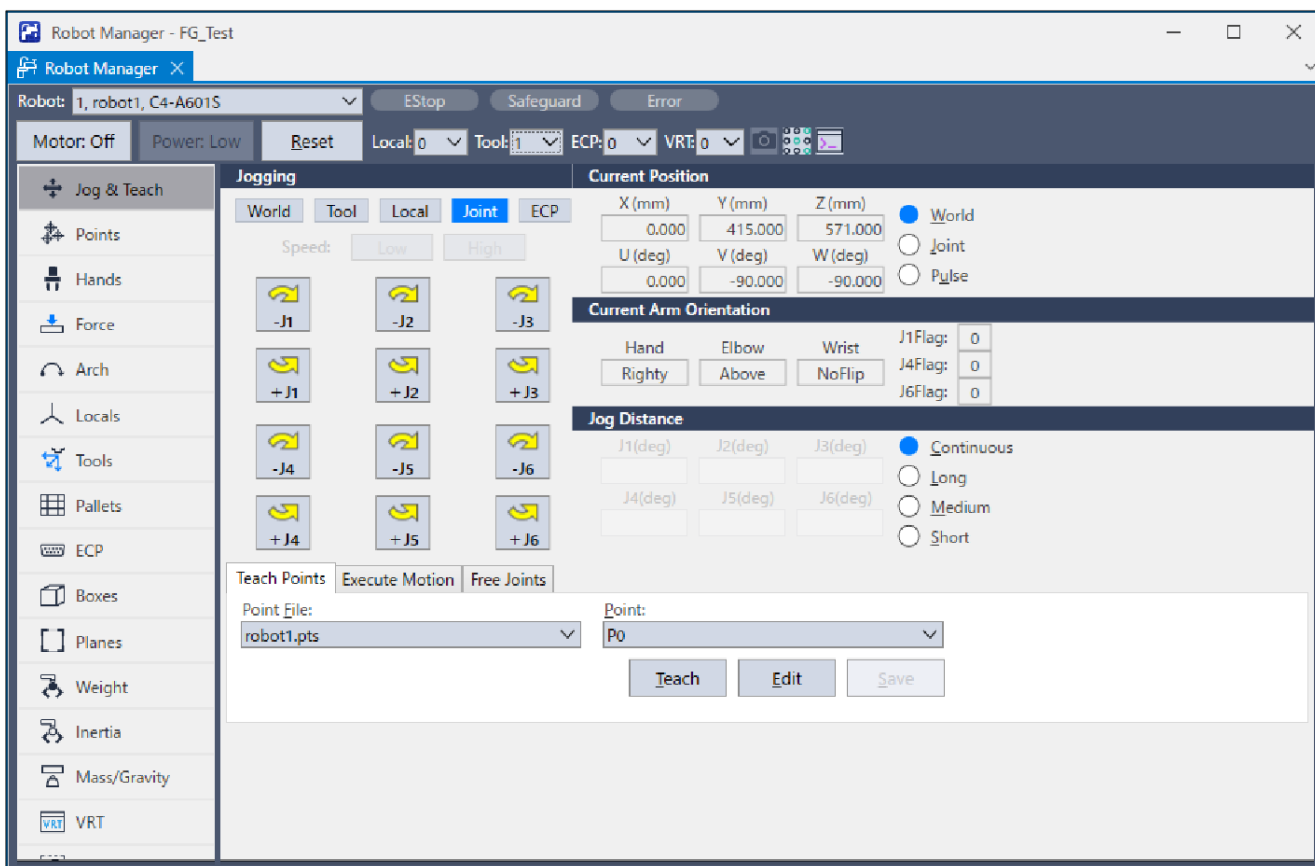 Robot Manager - FG_Test
Robot Manager
Robot: 1, robot1, C4-A601S EStop Safeguard Error
Motor: Off Power: Low Reset Local: 0 Tool: 1 ECP: 0 VRT: 0
Jog & Teach
Points
Hands
Force
Arch
Locals
Tools
Pallets
ECP
Boxes
Planes
Weight
Inertia
Mass/Gravity
VRT VRT
Jogging
World Tool Local Joint ECP
Speed: Low High
-J1 -J2 -J3
+J1 +J2 +J3
-J4 -J5 -J6
+J4 +J5 +J6
Current Position
X (mm) Y (mm) Z (mm)
0.000 415.000 571.000
U (deg) V (deg) W (deg)
0.000 -90.000 -90.000
World
Joint
Pulse
Current Arm Orientation
Hand Elbow Wrist
Righty Above NoFlip
J1Flag: 0
J4Flag: 0
J6Flag: 0
Jog Distance
J1(deg) J2(deg) J3(deg)
J4(deg) J5(deg) J6(deg)
Continuous
Long
Medium
Short
Teach Points Execute Motion Free Joints
Point File: Point:
robot1.pts P0
Teach Edit Save